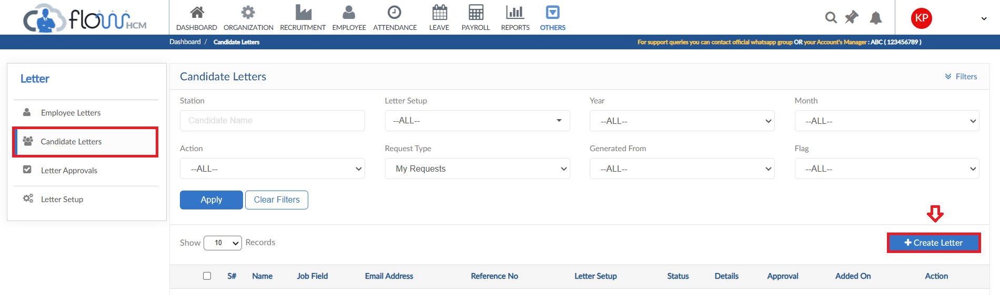 flowHCM
DASHBOARD ORGANIZATION RECRUITMENT EMPLOYEE ATTENDANCE LEAVE PAYROLL REPORTS OTHERS
KP
Dashboard / Candidate Letters
For support queries you can contact official whatsapp group OR your Account's Manager : ABC ( 123456789 )
Letter
Employee Letters
Candidate Letters
Letter Approvals
Letter Setup
Candidate Letters
Filters
Station Letter Setup Year Month
Candidate Name --ALL-- --ALL-- --ALL--
Action Request Type Generated From Flag
--ALL-- My Requests --ALL-- --ALL--
Apply Clear Filters
Show 10 Records
+ Create Letter
S# Name Job Field Email Address Reference No Letter Setup Status Details Approval Added On Action